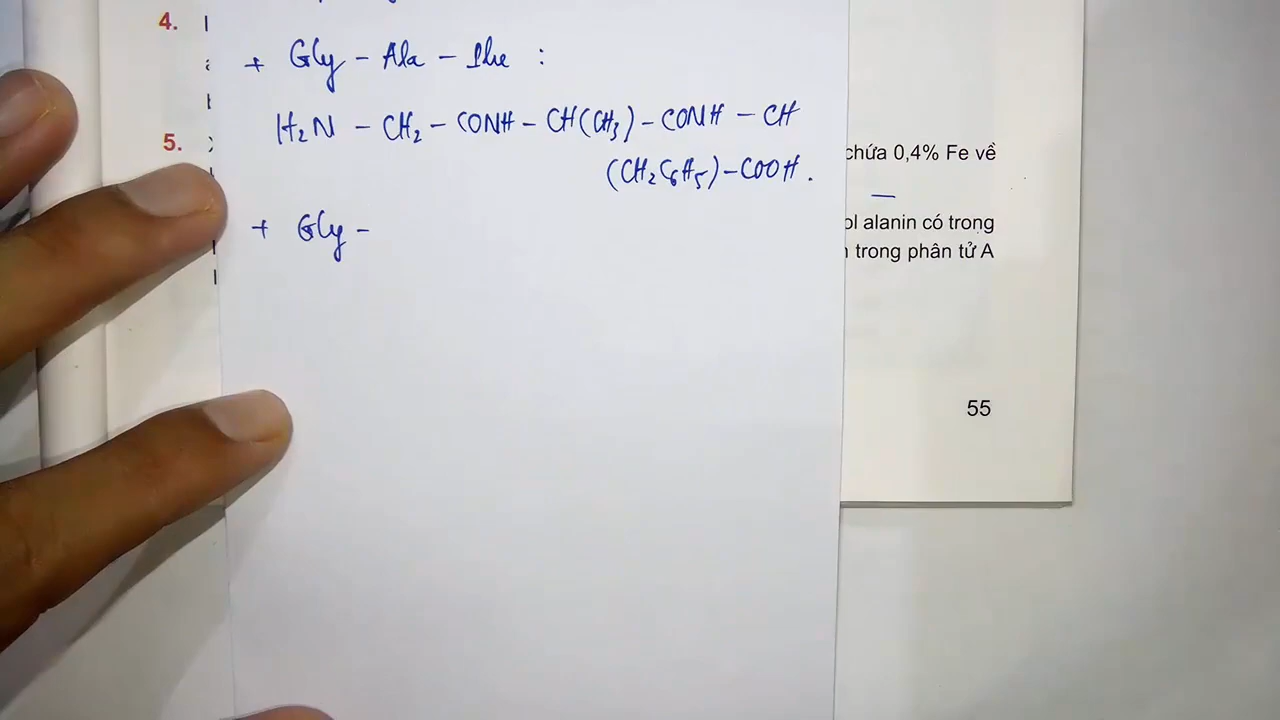 4.
+ Gly - Ala - Phe :
H₂N - CH₂ - CONH - CH(CH₃) - CONH - CH
(CH₂C₆H₅) - COOH.
5.
chứa 0,4% Fe về
+ Gly -
ol alanin có trong
trong phân tử A
55